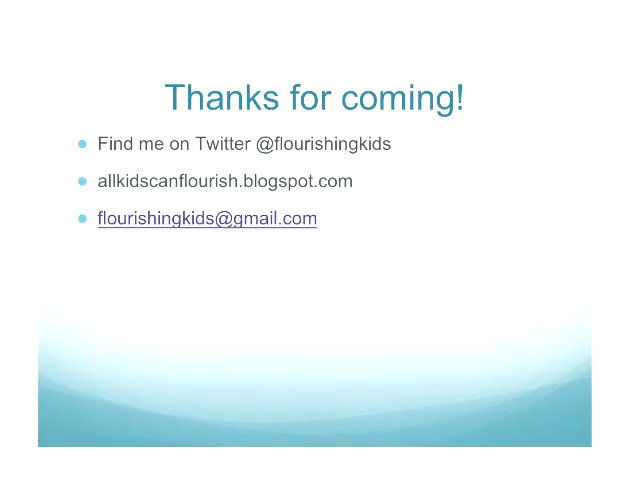 Thanks for coming!
Find me on Twitter @flourishingkids
allkidscanflourish.blogspot.com
flourishingkids@gmail.com